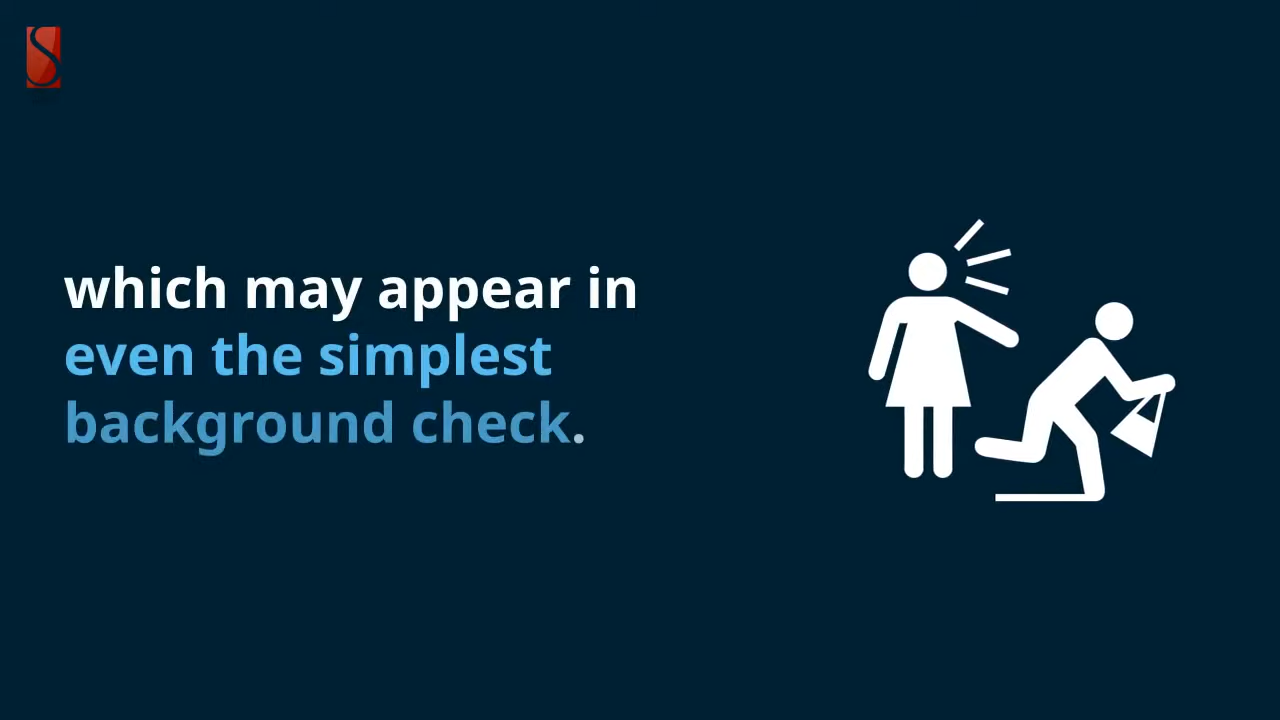 S
which may appear in
even the simplest
background check.